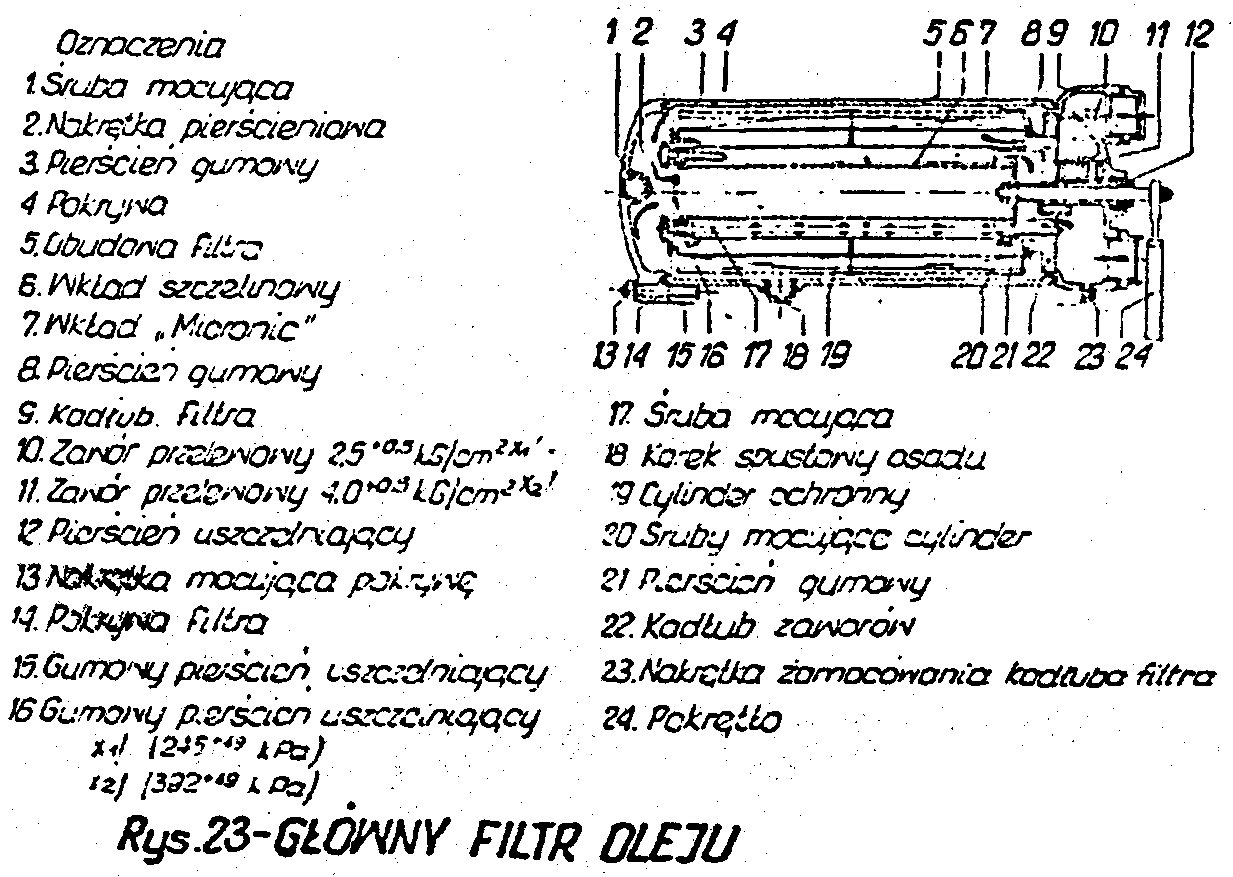 Oznaczenia
1. Śruba mocująca
2. Nakrętka pierścieniowa
3. Pierścień gumowy
4 Pokrywa
5. Obudowa filtra
6. Wkład szczelinowy
7. Wkład „Micronic"
8. Pierścień gumowy
9. Kadłub. filtra
10. Zawór przelewowy 2,5⁺⁰·⁵ kG/cm² ˣ¹⁾
11. Zawór przelewowy 4.0⁺⁰·⁵ kG/cm² ˣ²⁾
12 Pierścień uszczelniający
13 Nakrętka mocująca pokrywę
14. Pokrywa filtra
15. Gumowy pierścień uszczelniający
16 Gumowy pierścień uszczelniający
x1) (245⁺⁴⁹ kPa)
x2) (392⁺⁴⁹ kPa)
1 2 3 4 5 6 7 8 9 10 11 12
13 14 15 16 17 18 19 20 21 22 23 24
17. Śruba mocująca
18 Korek spustowy osadu
19 Cylinder ochronny
20 Śruby mocujące cylinder
21 Pierścień gumowy
22. Kadłub zaworów
23. Nakrętka zamocowania kadłuba filtra
24. Pokrętło
Rys.23-GŁÓWNY FILTR OLEJU